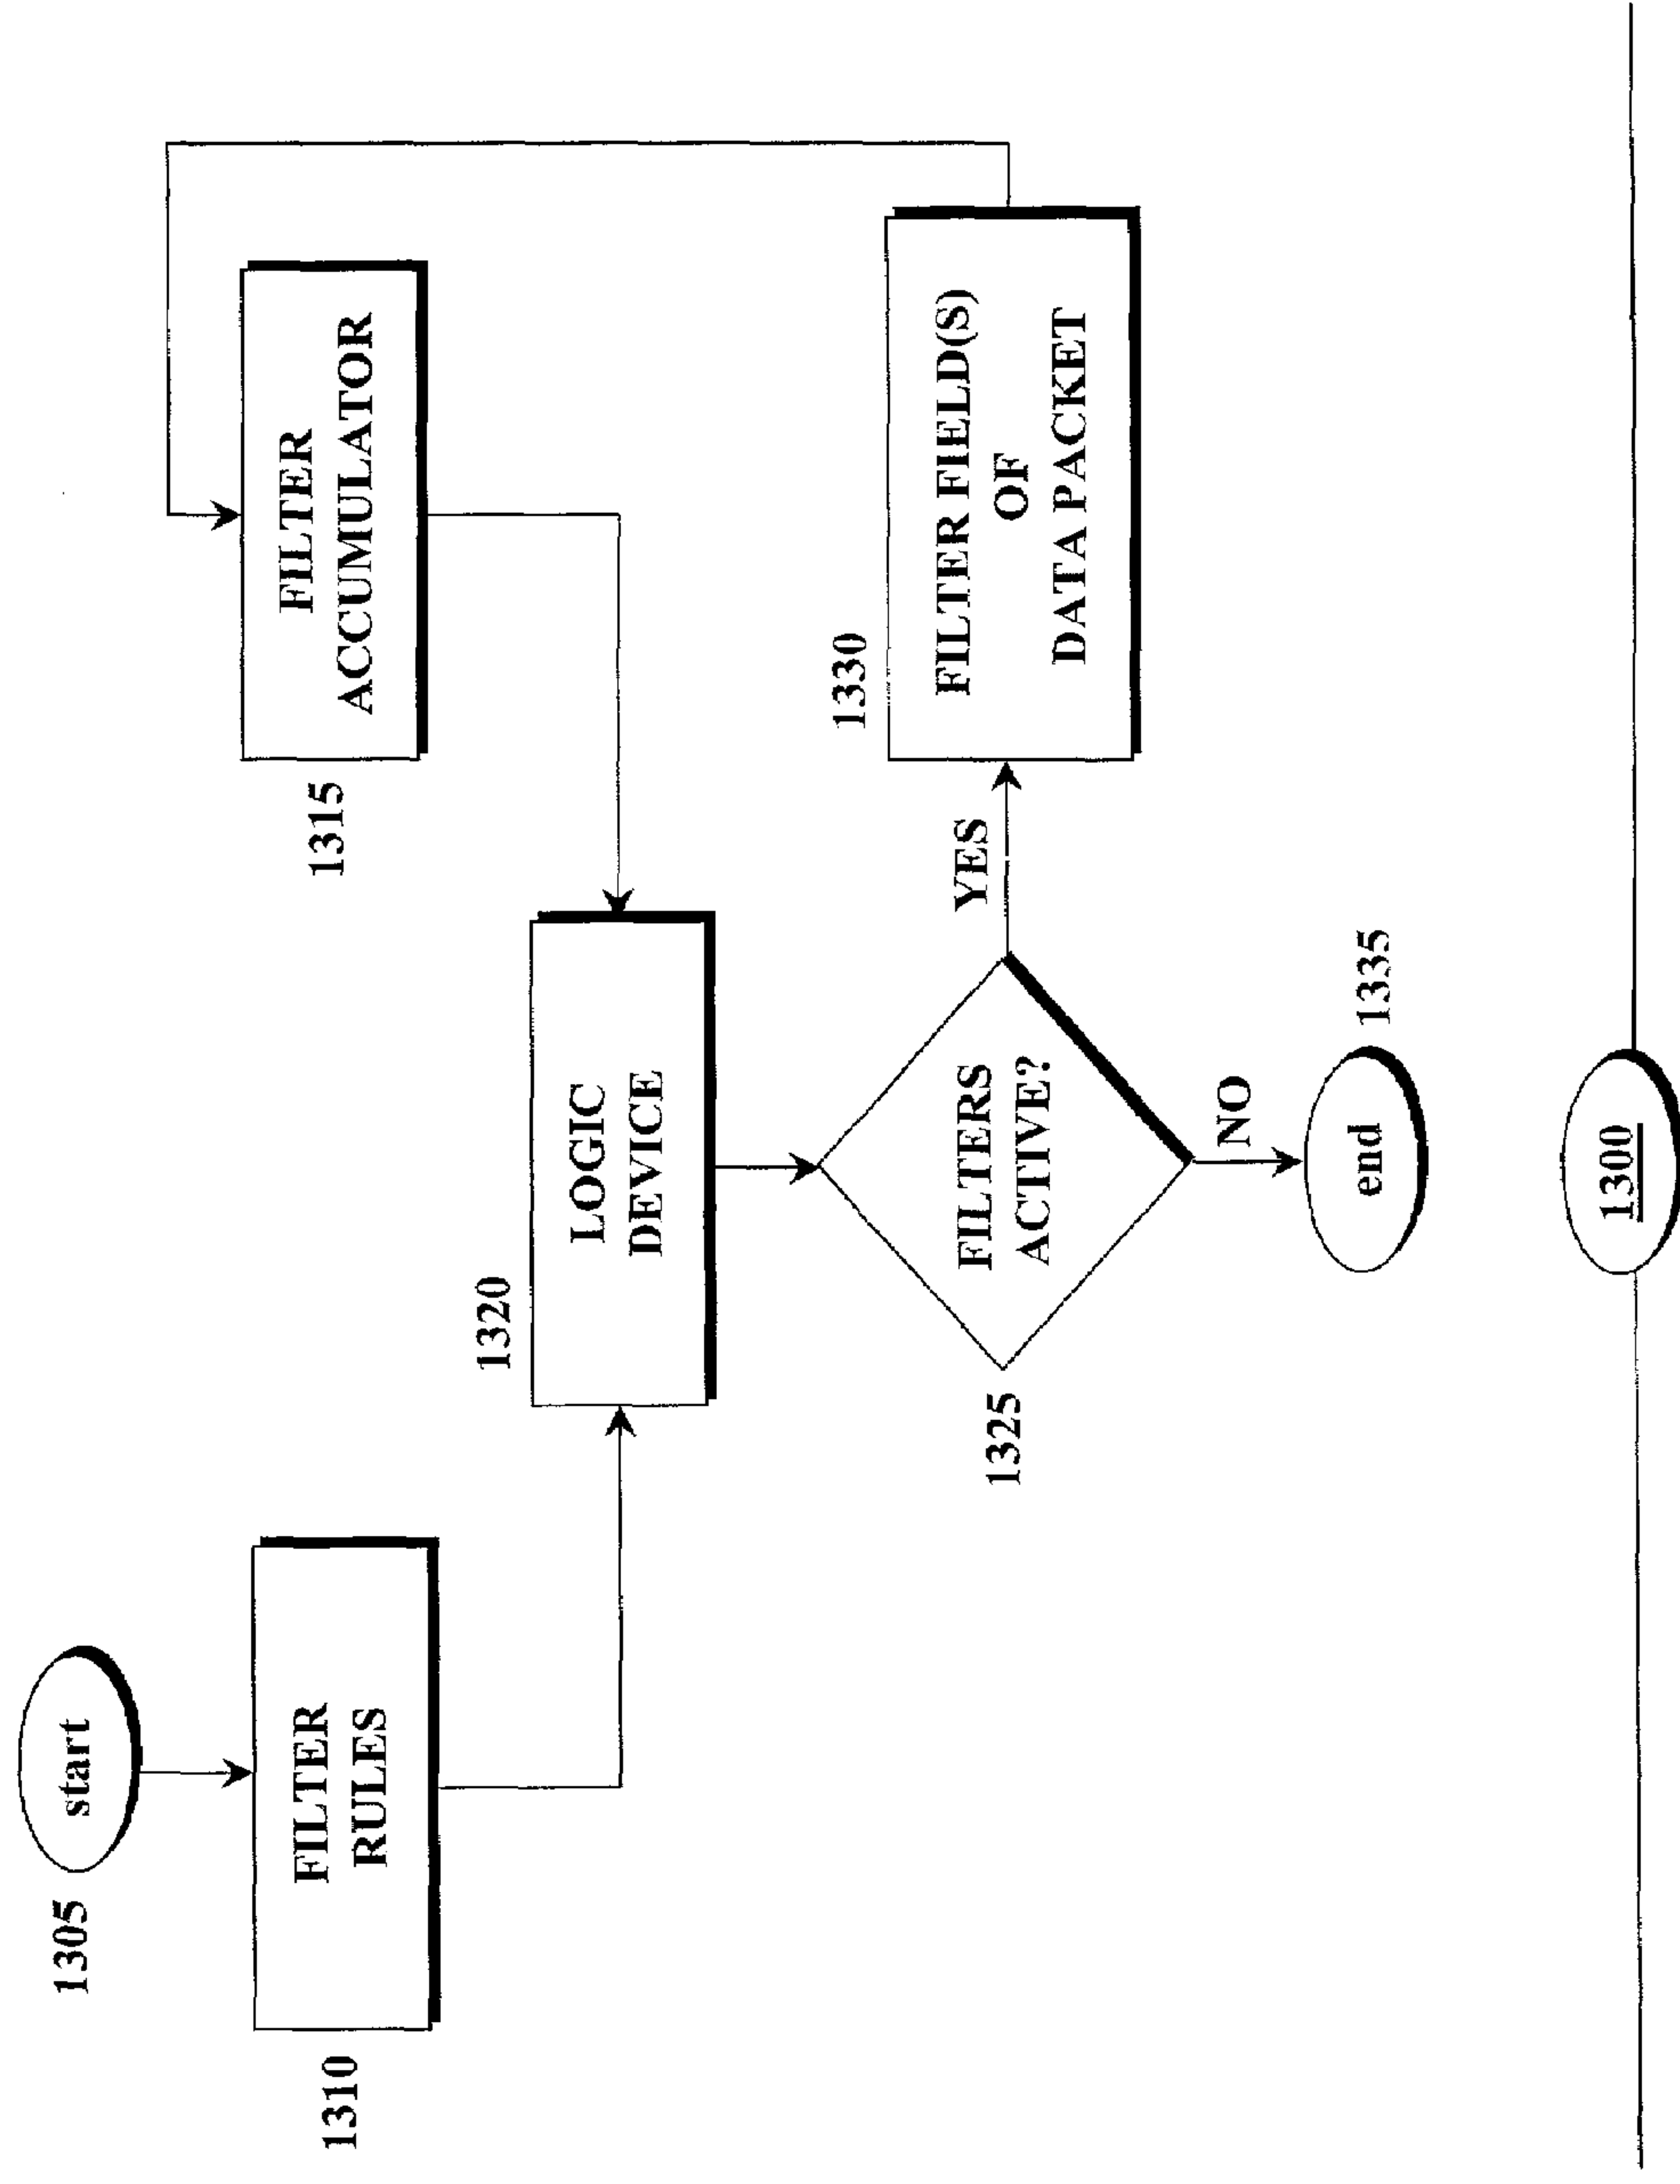 1305
start
1310
FILTER
RULES
1315
FILTER
ACCUMULATOR
1320
LOGIC
DEVICE
1325
FILTERS
ACTIVE?
YES
1330
FILTER FIELD(S)
OF
DATA PACKET
NO
end
1335
1300